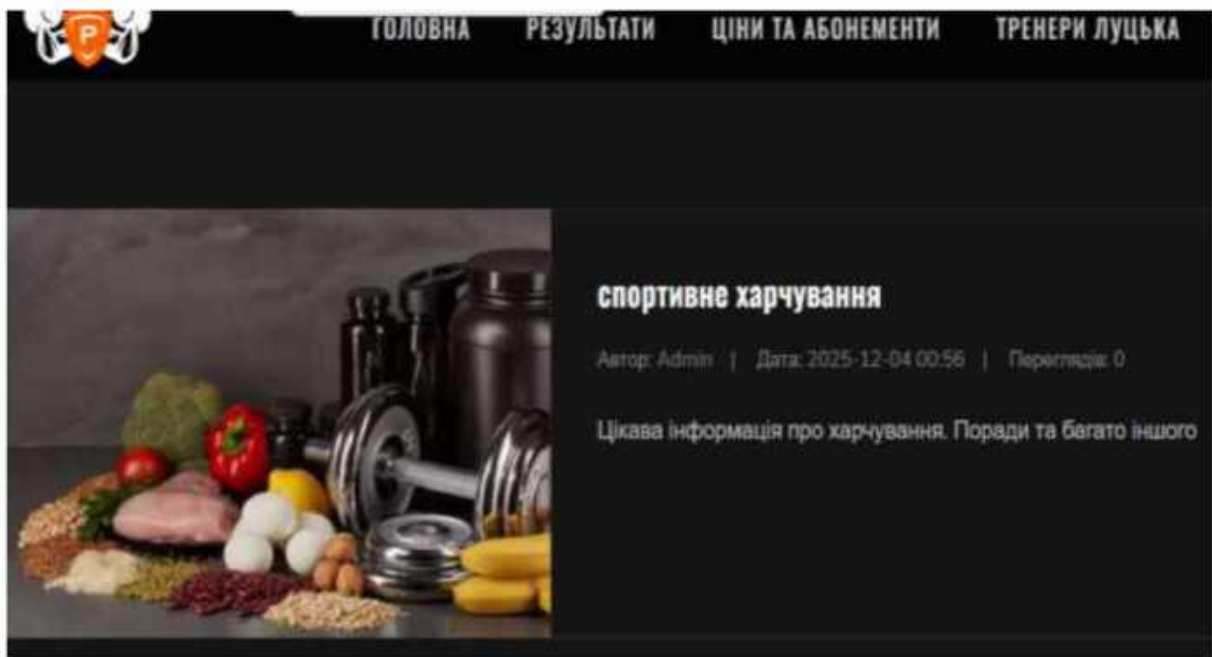 P
ГОЛОВНА РЕЗУЛЬТАТИ ЦІНИ ТА АБОНЕМЕНТИ ТРЕНЕРИ ЛУЦЬКА
спортивне харчування
Автор: Admin | Дата: 2025-12-04 00:56 | Переглядів: 0
Цікава інформація про харчування. Поради та багато іншого